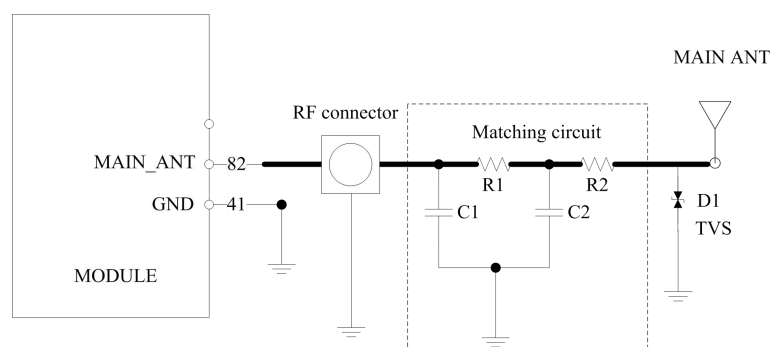 MAIN ANT
RF connector
Matching circuit
MAIN_ANT
82
R1
R2
GND
41
C1
C2
D1
TVS
MODULE